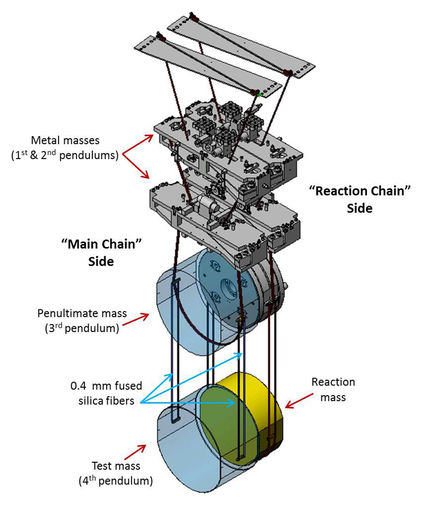 Metal masses
(1st & 2nd pendulums)
"Reaction Chain"
Side
"Main Chain"
Side
Penultimate mass
(3rd pendulum)
0.4 mm fused
silica fibers
Reaction
mass
Test mass
(4th pendulum)